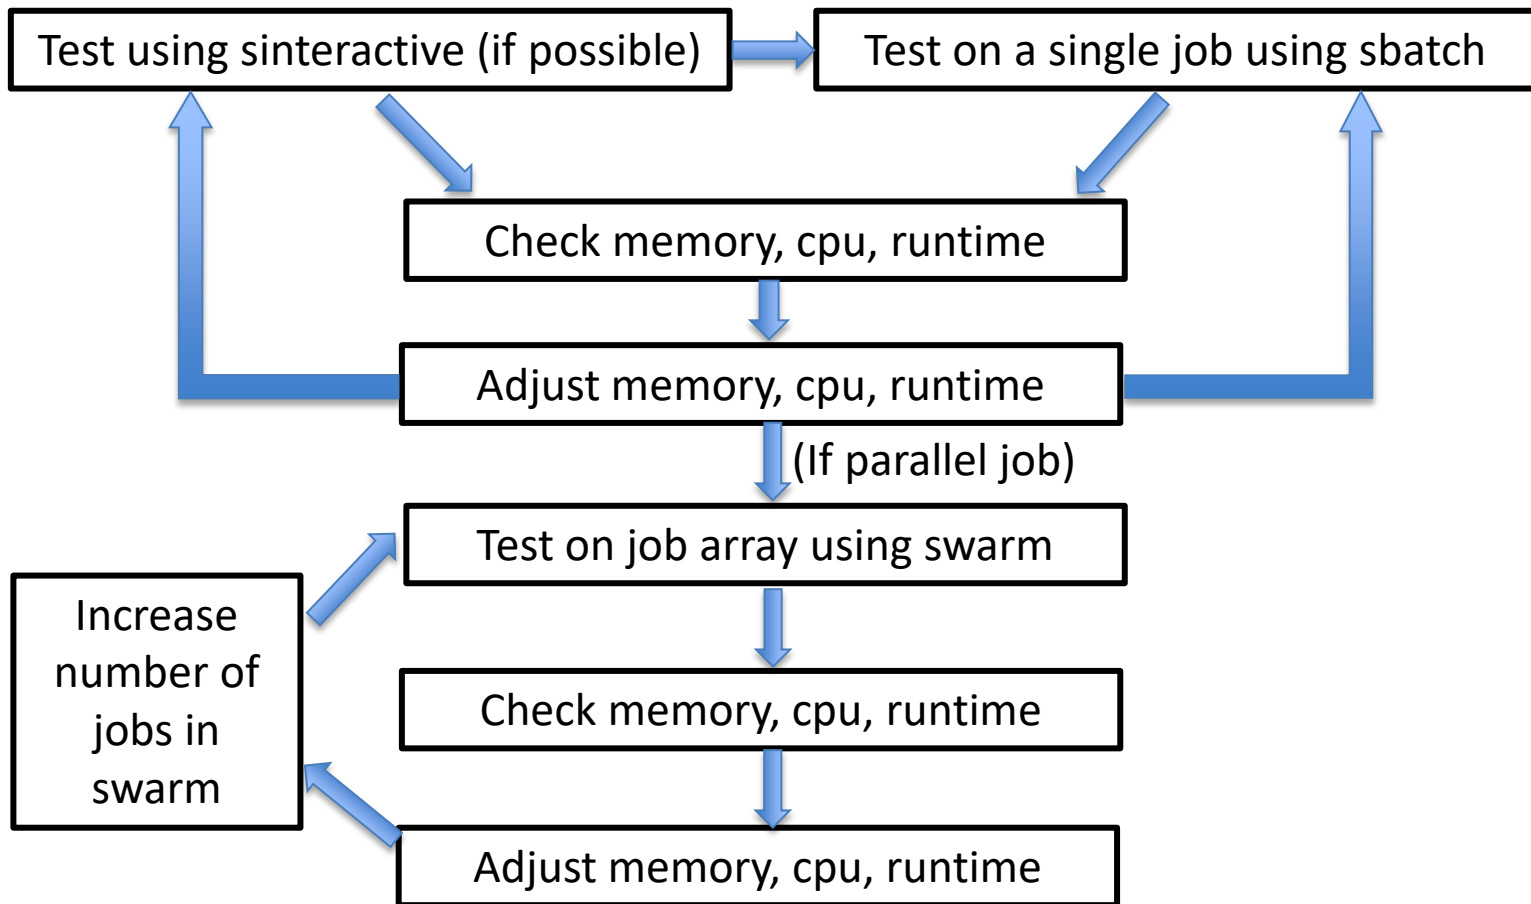 Test using sinteractive (if possible)
Test on a single job using sbatch
Check memory, cpu, runtime
Adjust memory, cpu, runtime
(If parallel job)
Test on job array using swarm
Increase
number of
jobs in
swarm
Check memory, cpu, runtime
Adjust memory, cpu, runtime